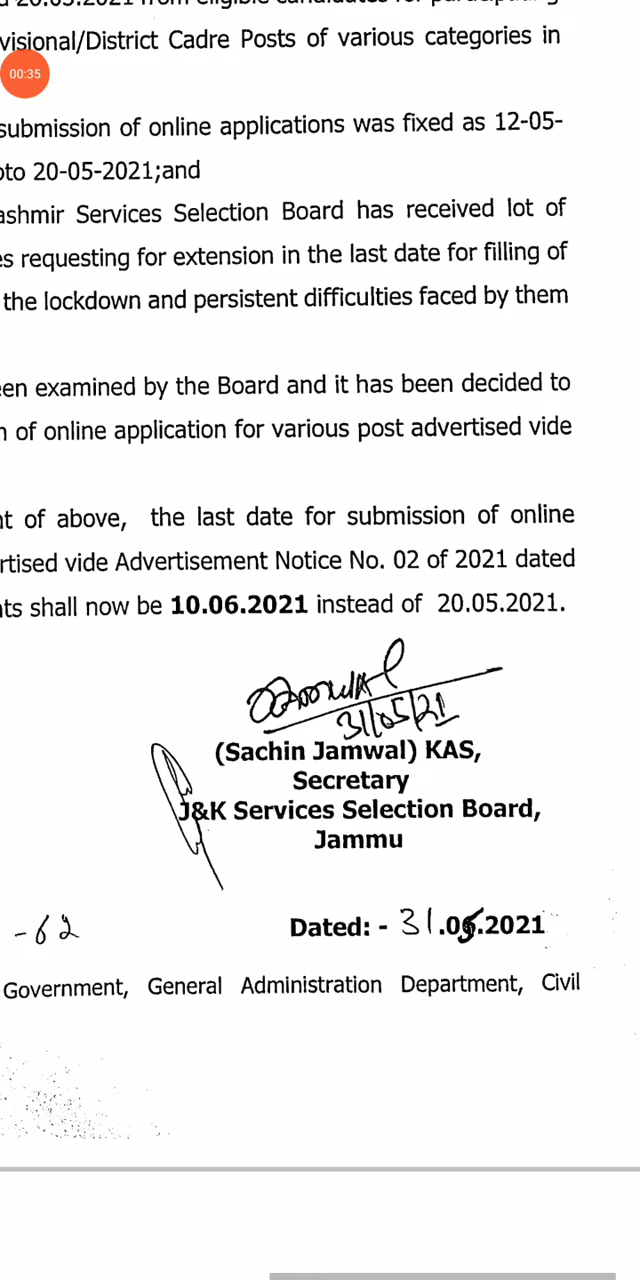 visional/District Cadre Posts of various categories in
00:35
submission of online applications was fixed as 12-05-
pto 20-05-2021;and
ashmir Services Selection Board has received lot of
es requesting for extension in the last date for filling of
the lockdown and persistent difficulties faced by them
een examined by the Board and it has been decided to
n of online application for various post advertised vide
nt of above, the last date for submission of online
rtised vide Advertisement Notice No. 02 of 2021 dated
nts shall now be 10.06.2021 instead of 20.05.2021.
31/05/21
(Sachin Jamwal) KAS,
Secretary
J&K Services Selection Board,
Jammu
-62
Dated: - 31.05.2021
Government, General Administration Department, Civil